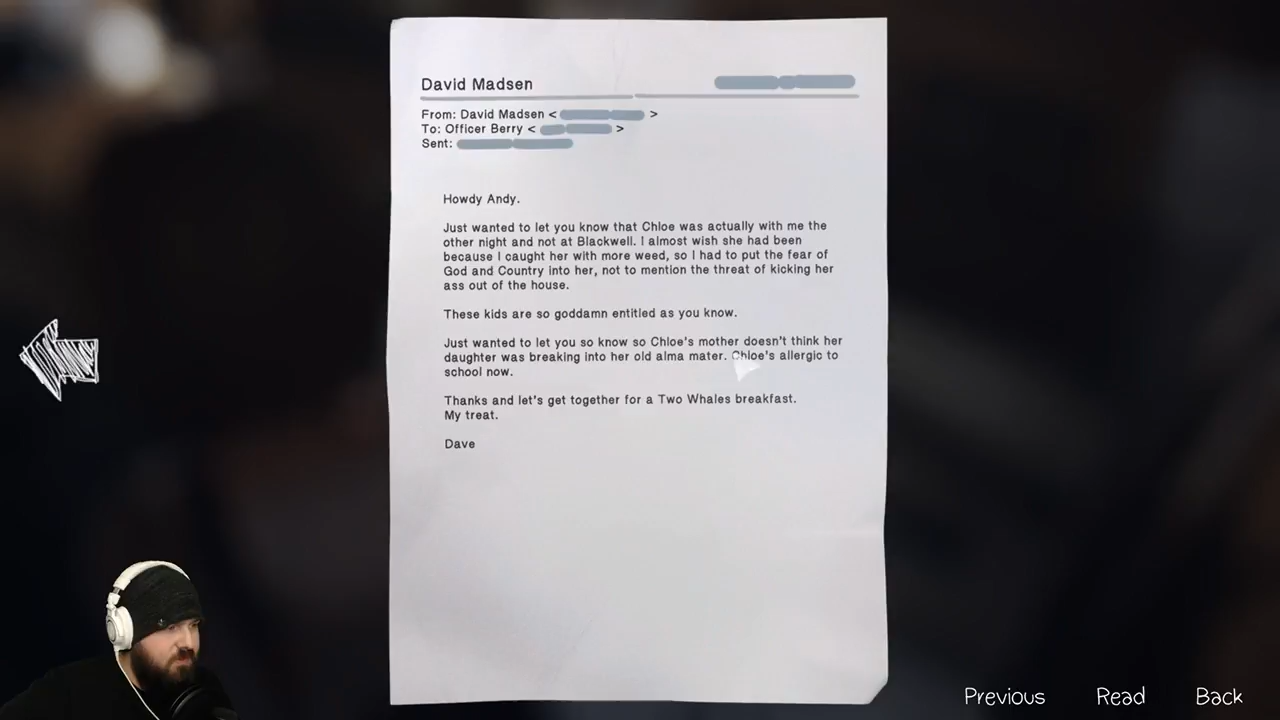 David Madsen
From: David Madsen < >
To: Officer Berry < >
Sent:
Howdy Andy.
Just wanted to let you know that Chloe was actually with me the
other night and not at Blackwell. I almost wish she had been
because I caught her with more weed, so I had to put the fear of
God and Country into her, not to mention the threat of kicking her
ass out of the house.
These kids are so goddamn entitled as you know.
Just wanted to let you so know so Chloe's mother doesn't think her
daughter was breaking into her old alma mater. Chloe's allergic to
school now.
Thanks and let's get together for a Two Whales breakfast.
My treat.
Dave
Previous Read Back